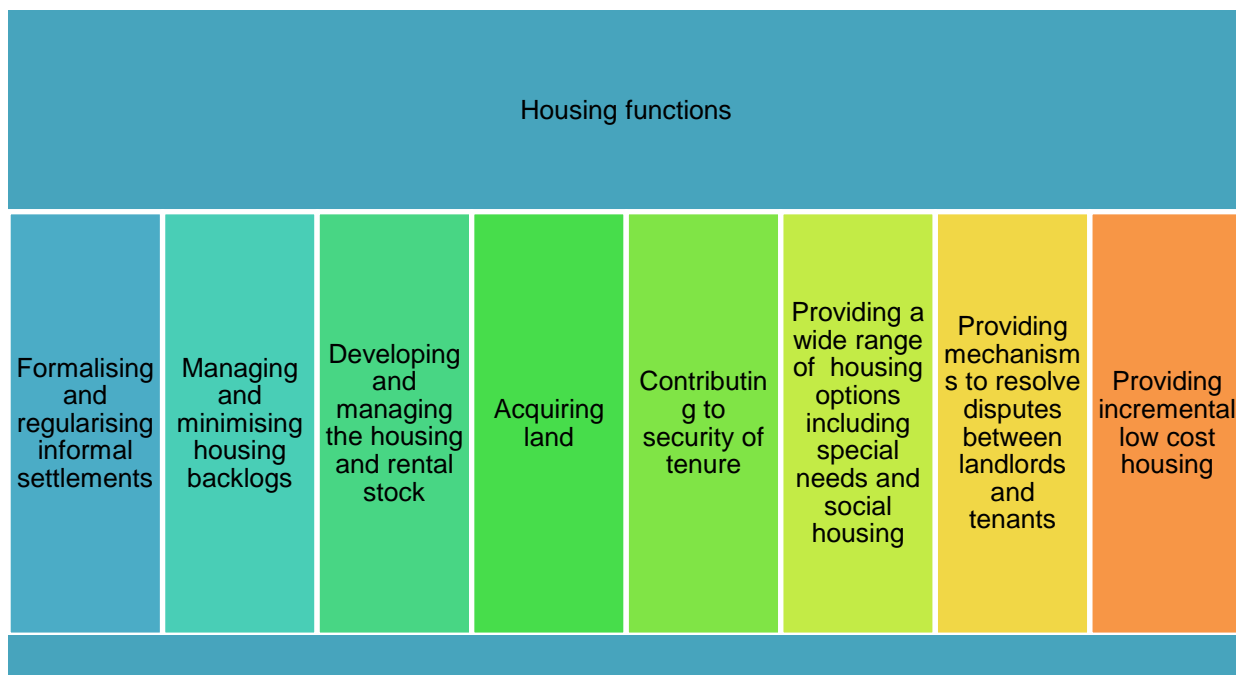 Housing functions
Formalising
and
regularising
informal
settlements
Managing
and
minimising
housing
backlogs
Developing
and
managing
the housing
and rental
stock
Acquiring
land
Contributin
g to
security of
tenure
Providing a
wide range
of housing
options
including
special
needs and
social
housing
Providing
mechanism
s to resolve
disputes
between
landlords
and
tenants
Providing
incremental
low cost
housing